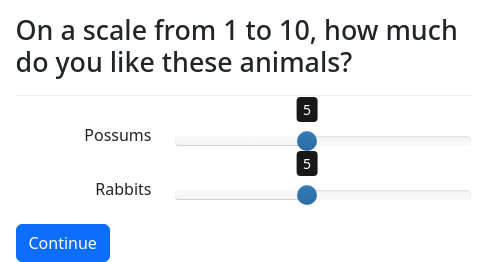 On a scale from 1 to 10, how much
do you like these animals?
5
Possums
5
Rabbits
Continue